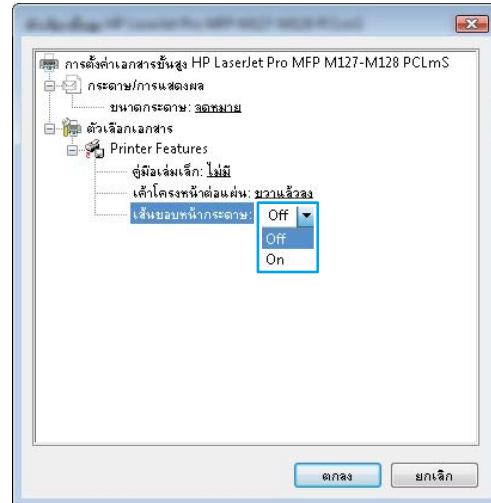 การตั้งค่าเอกสารขั้นสูง HP LaserJet Pro MFP M127-M128 PCLmS
กระดาษ/การแสดงผล
ขนาดกระดาษ: จดหมาย
ตัวเลือกเอกสาร
Printer Features
คู่มือเล่มเล็ก: ไม่มี
เค้าโครงหน้าต่อแผ่น: ขวาแล้วลง
เส้นขอบหน้ากระดาษ: Off
Off
On
ตกลง ยกเลิก